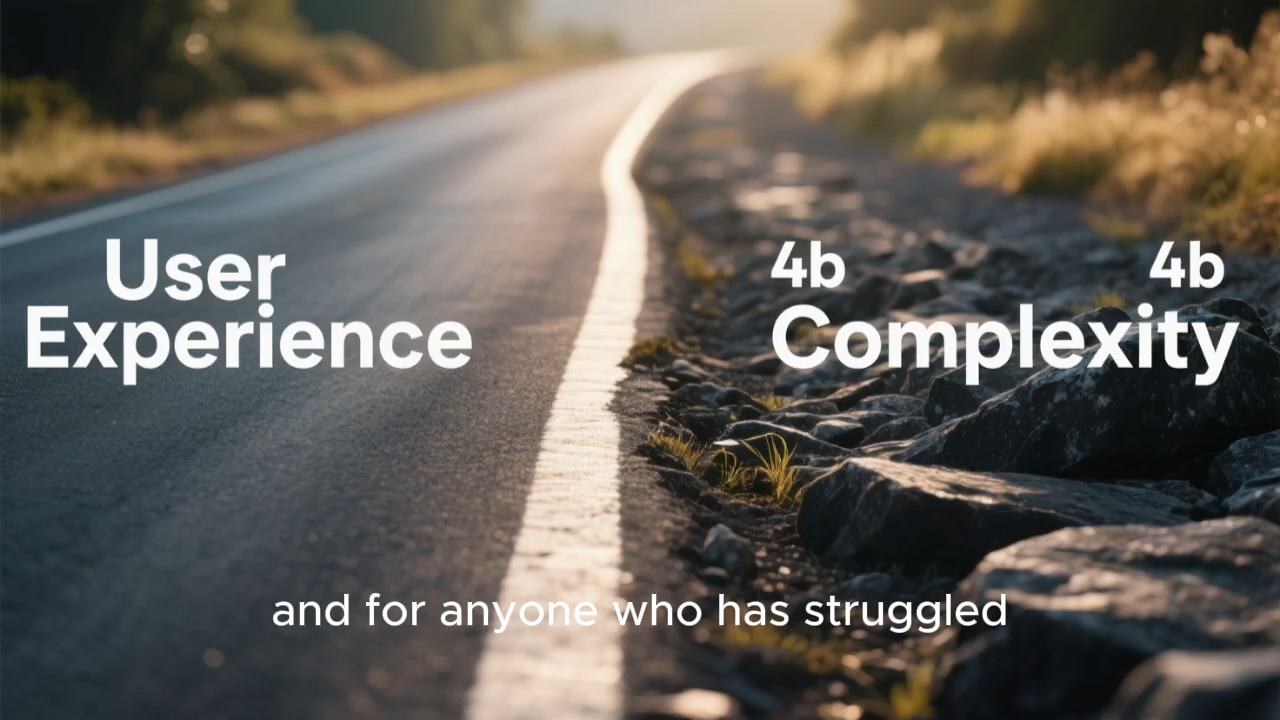 User
Experience
4b 4b
Complexity
and for anyone who has struggled